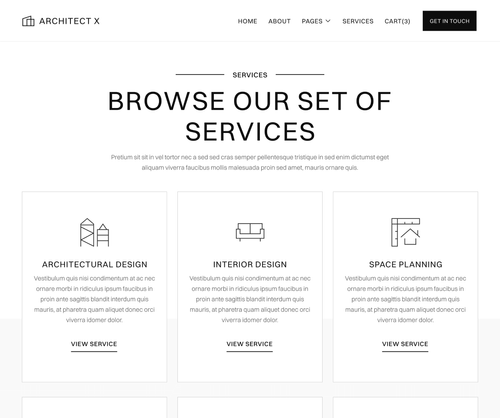 ARCHITECT X
HOME ABOUT PAGES SERVICES CART(3) GET IN TOUCH
SERVICES
BROWSE OUR SET OF
SERVICES
Pretium sit sit in vel tortor nec a sed sed cras semper pellentesque tristique in sed enim dictumst eget
aliquam viverra faucibus mollis malesuada proin sed amet, mauris ornare quis.
ARCHITECTURAL DESIGN
Vestibulum quis nisi condimentum at ac nec
ornare morbi in ridiculus ipsum faucibus in
proin ante sagittis blandit interdum quis
mauris, at pharetra quam aliquet donec orci
viverra idomer dolor.
VIEW SERVICE
INTERIOR DESIGN
Vestibulum quis nisi condimentum at ac nec
ornare morbi in ridiculus ipsum faucibus in
proin ante sagittis blandit interdum quis
mauris, at pharetra quam aliquet donec orci
viverra idomer dolor.
VIEW SERVICE
SPACE PLANNING
Vestibulum quis nisi condimentum at ac nec
ornare morbi in ridiculus ipsum faucibus in
proin ante sagittis blandit interdum quis
mauris, at pharetra quam aliquet donec orci
viverra idomer dolor.
VIEW SERVICE